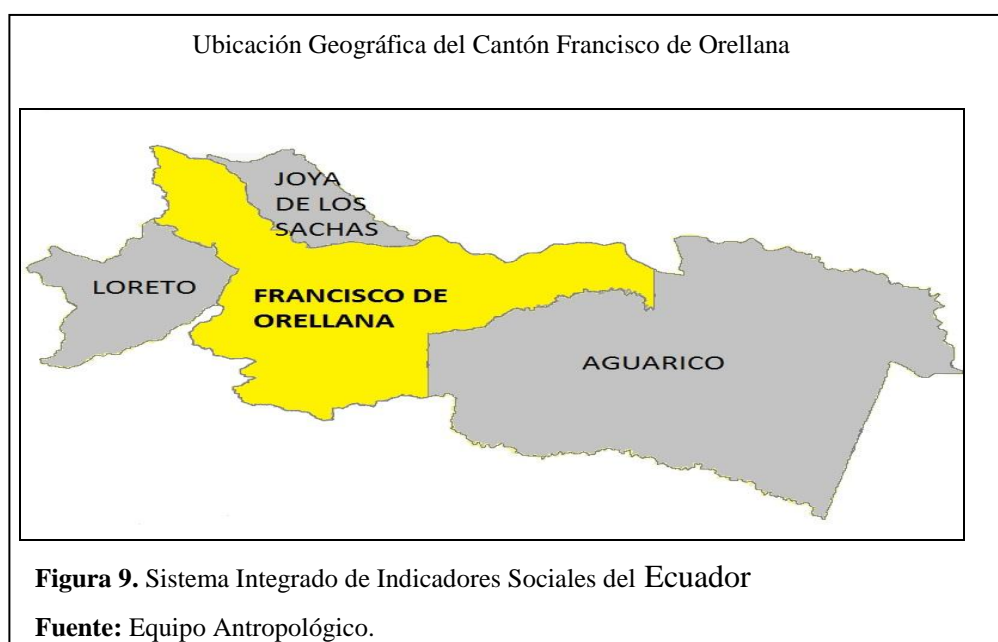 Ubicación Geográfica del Cantón Francisco de Orellana
JOYA
DE LOS
SACHAS
LORETO
FRANCISCO DE
ORELLANA
AGUARICO
Figura 9. Sistema Integrado de Indicadores Sociales del Ecuador
Fuente: Equipo Antropológico.